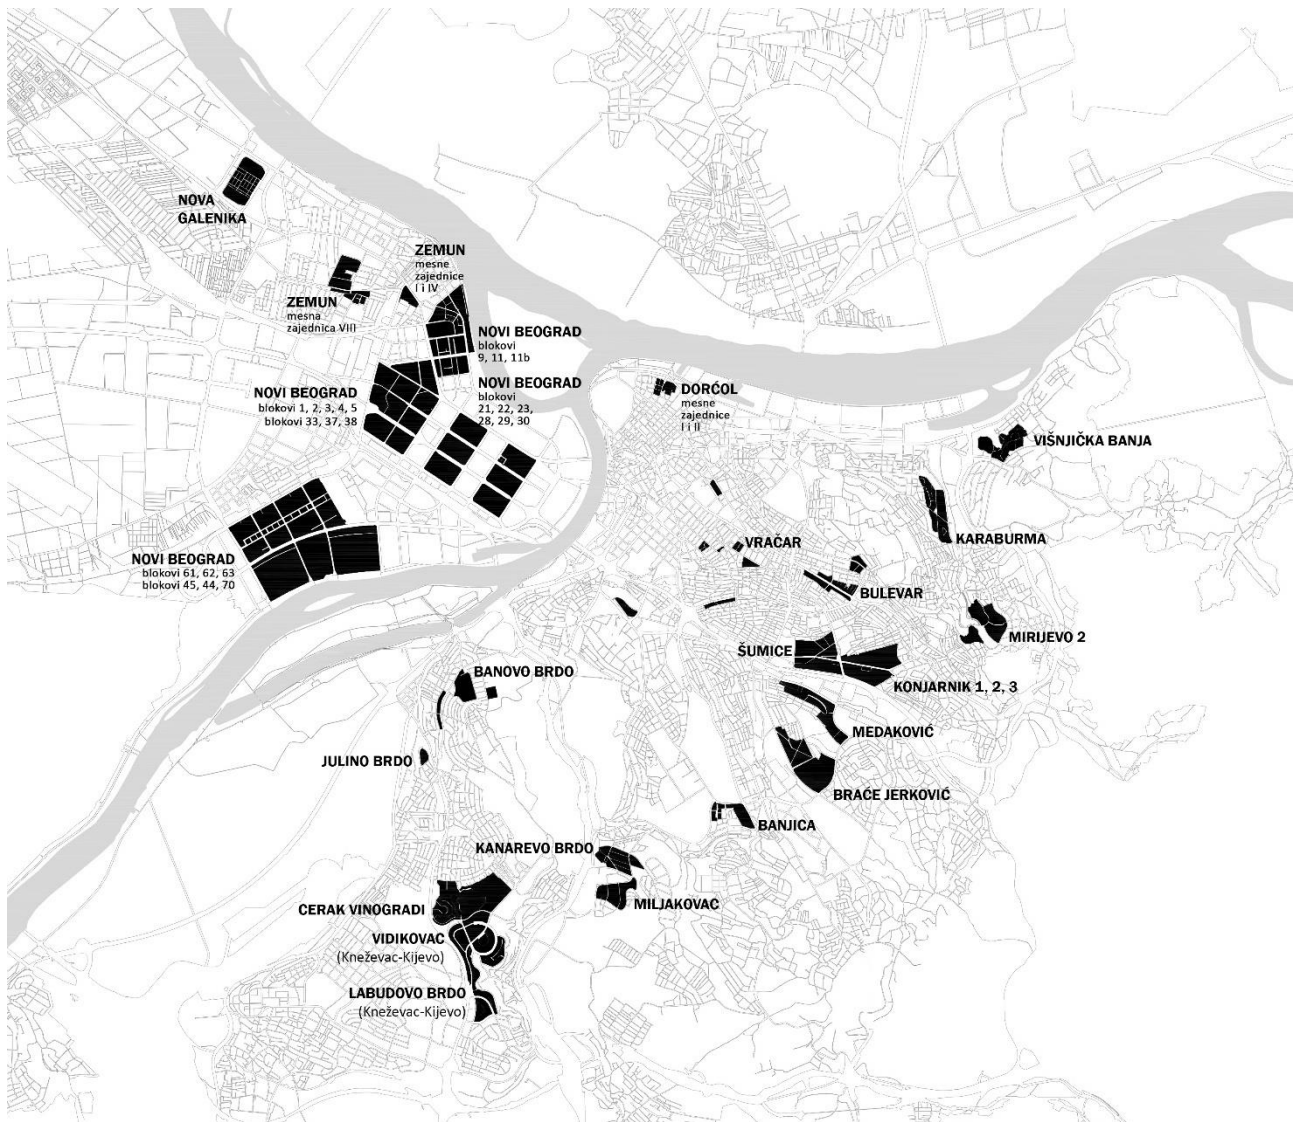 NOVA
GALENIKA
ZEMUN
mesne
zajednice
I i IV
ZEMUN
mesna
zajednica VIII
NOVI BEOGRAD
blokovi
9, 11, 11b
NOVI BEOGRAD
blokovi 1, 2, 3, 4, 5
blokovi 33, 37, 38
NOVI BEOGRAD
blokovi
21, 22, 23,
28, 29, 30
DORĆOL
mesne
zajednice
I i II
VIŠNJIČKA BANJA
KARABURMA
VRAČAR
NOVI BEOGRAD
blokovi 61, 62, 63
blokovi 45, 44, 70
BULEVAR
MIRIJEVO 2
ŠUMICE
BANOVO BRDO
KONJARNIK 1, 2, 3
MEDAKOVIĆ
JULINO BRDO
BRAĆE JERKOVIĆ
BANJICA
KANAREVO BRDO
MILJAKOVAC
CERAK VINOGRADI
VIDIKOVAC
(Kneževac-Kijevo)
LABUDOVO BRDO
(Kneževac-Kijevo)